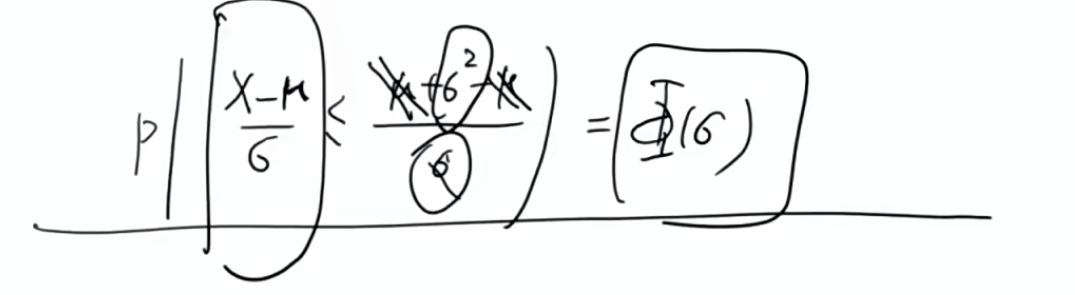 P( (X-μ)/σ ≤ (μ+σ²-μ)/σ ) = Φ(σ)